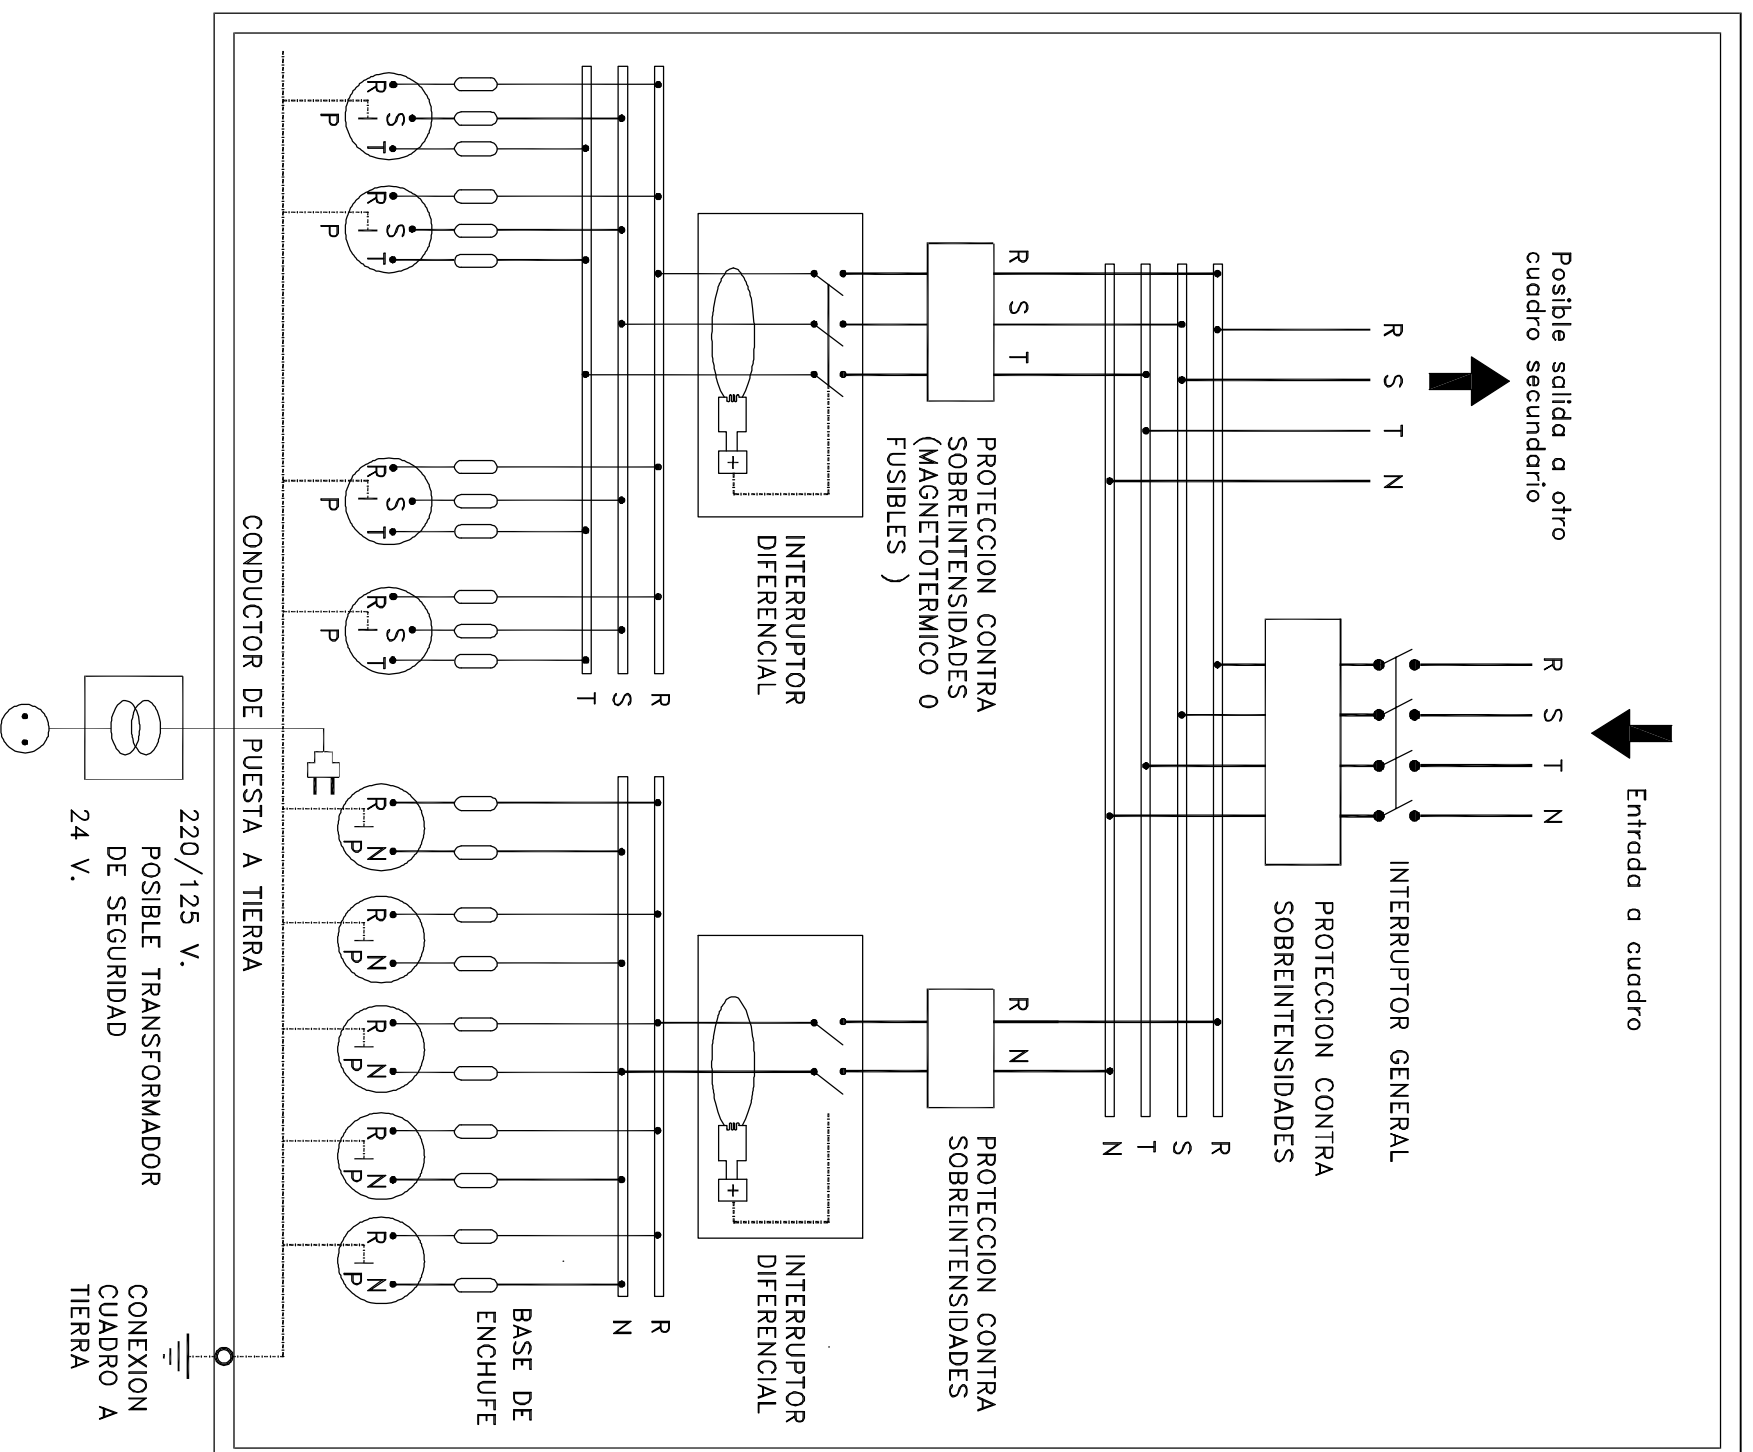 Entrada a cuadro
R
S
T
N
INTERRUPTOR GENERAL
PROTECCION CONTRA
SOBREINTENSIDADES
Posible salida a otro
cuadro secundario
R
S
T
N
R
S
T
N
R
S
T
PROTECCION CONTRA
SOBREINTENSIDADES
(MAGNETOTERMICO O
FUSIBLES )
R
N
PROTECCION CONTRA
SOBREINTENSIDADES
INTERRUPTOR
DIFERENCIAL
+
INTERRUPTOR
DIFERENCIAL
+
R
S
T
R
N
BASE DE
ENCHUFE
R
S
T
P
R
S
T
P
R
S
T
P
R
S
T
P
R
N
P
R
N
P
R
N
P
R
N
P
R
N
P
CONDUCTOR DE PUESTA A TIERRA
220/125 V.
POSIBLE TRANSFORMADOR
DE SEGURIDAD
24 V.
CONEXION
CUADRO A
TIERRA